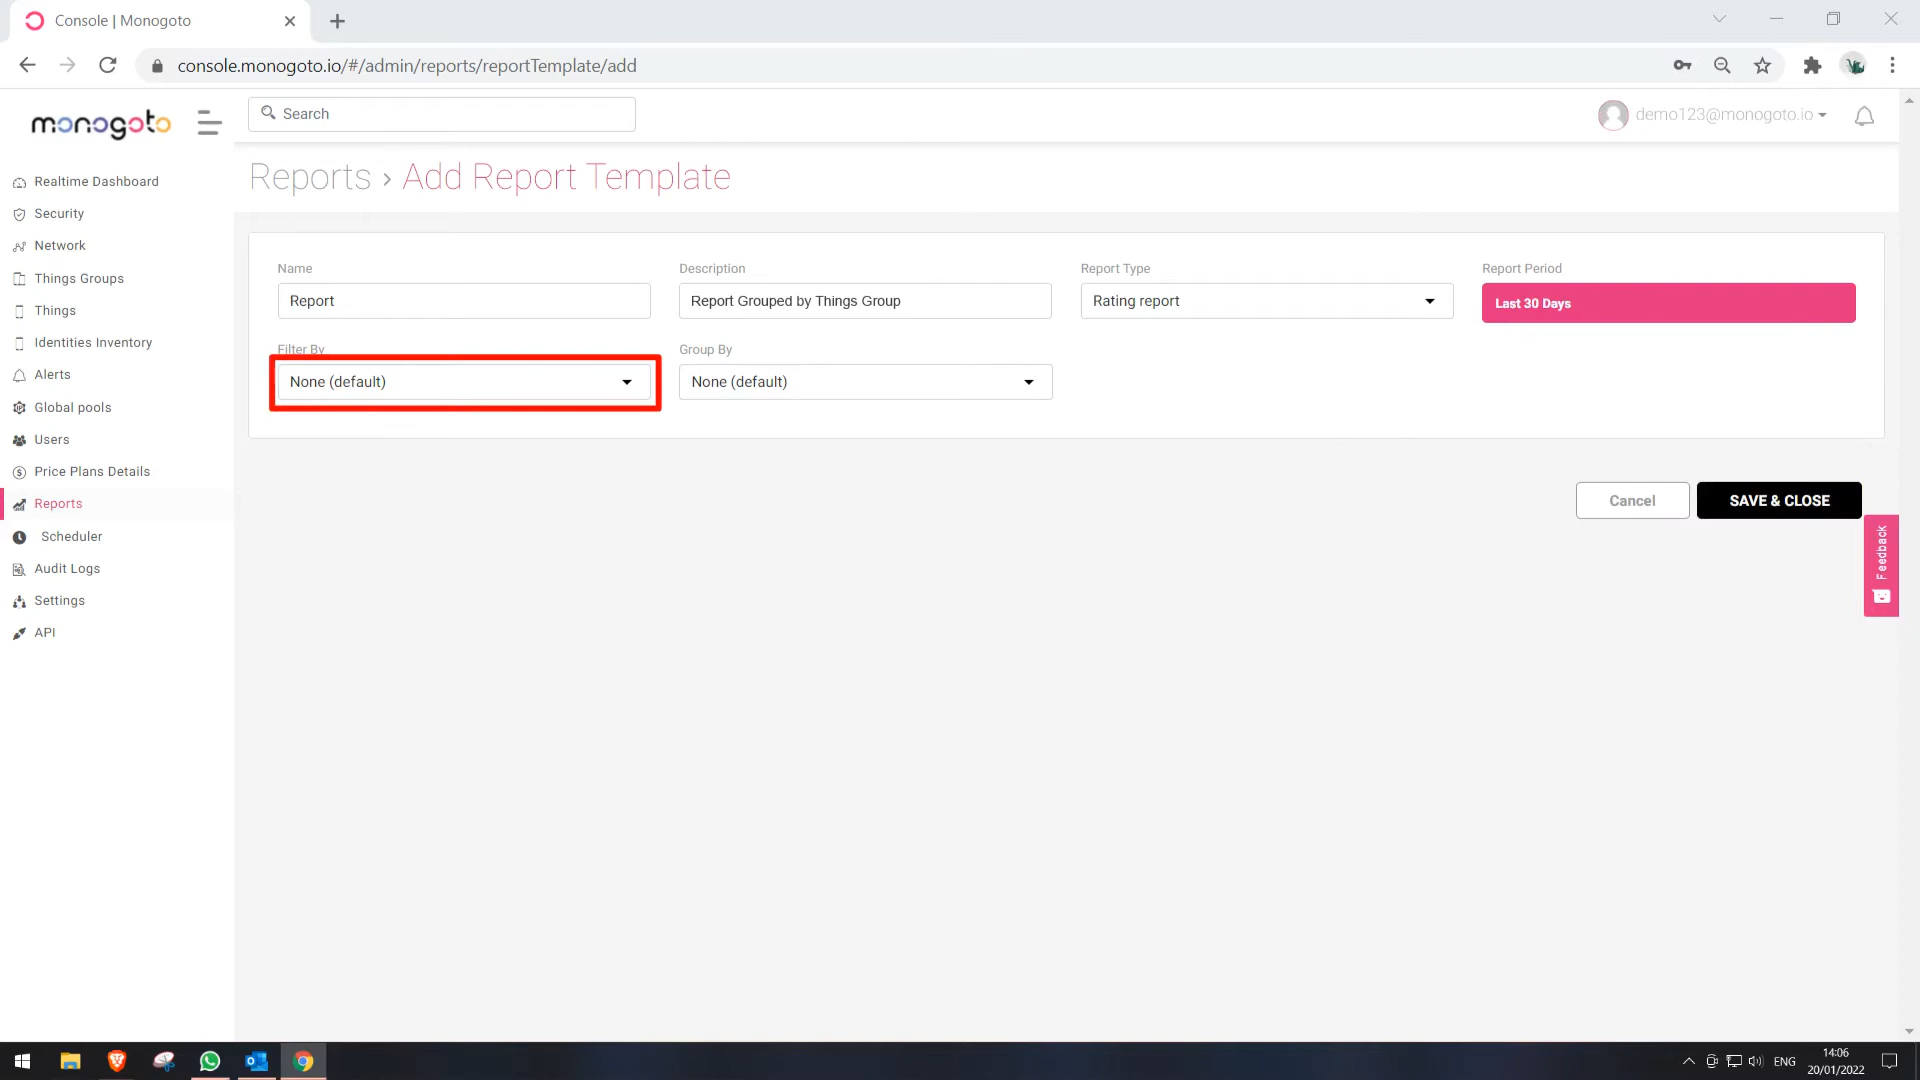 Console | Monogoto
console.monogoto.io/#/admin/reports/reportTemplate/add
monogoto
Search
demo123@monogoto.io
Reports › Add Report Template
Realtime Dashboard
Security
Network
Things Groups
Things
Identities Inventory
Alerts
Global pools
Users
Price Plans Details
Reports
Scheduler
Audit Logs
Settings
API
Name
Description
Report Type
Report Period
Report
Report Grouped by Things Group
Rating report
Last 30 Days
Filter By
Group By
None (default)
None (default)
Cancel
SAVE & CLOSE
Feedback
ENG
14:06
20/01/2022